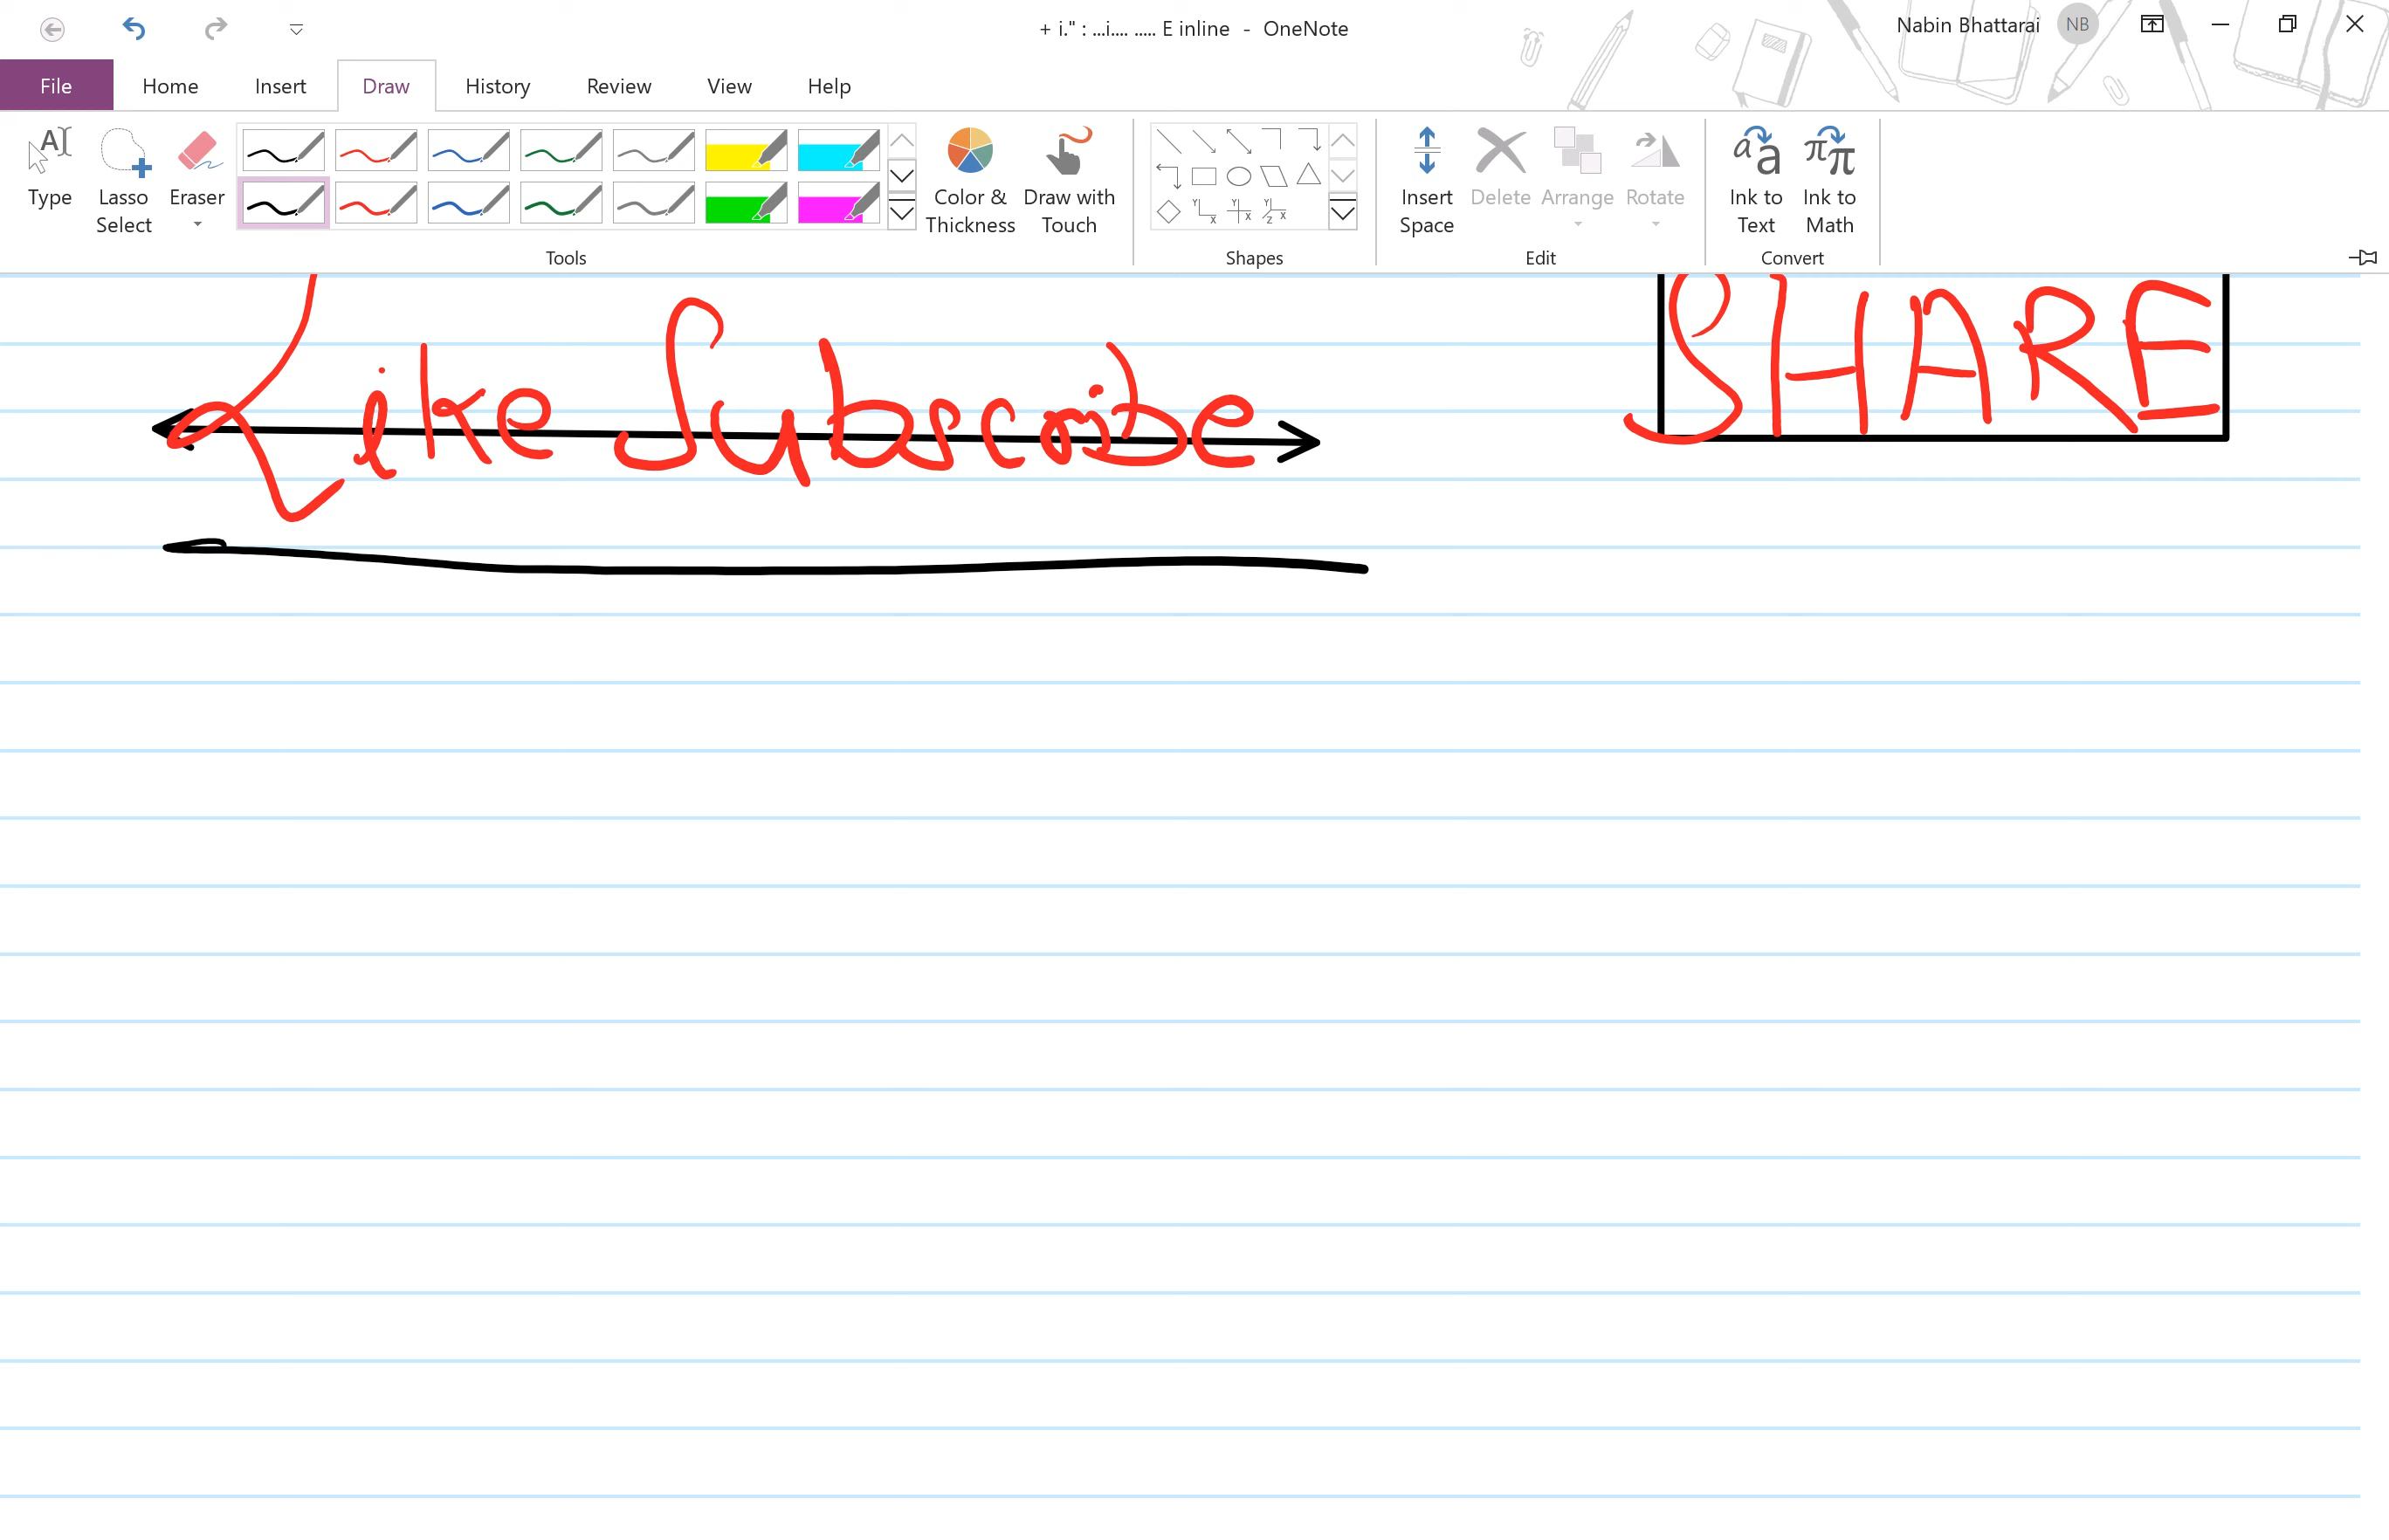 + i." : ...i.... ..... E inline - OneNote
Nabin Bhattarai NB
File Home Insert Draw History Review View Help
Type Lasso Select Eraser Color & Thickness Draw with Touch Insert Space Delete Arrange Rotate Ink to Text Ink to Math
Tools Shapes Edit Convert
Like Subscribe SHARE